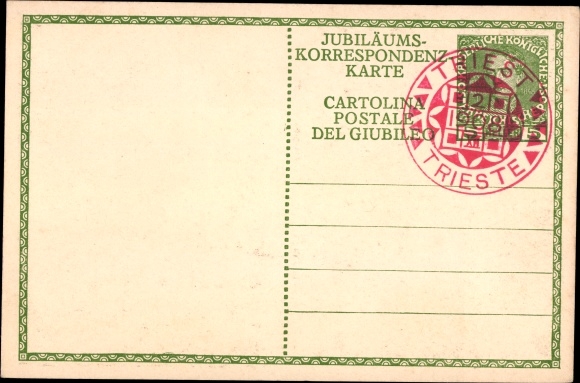 JUBILÄUMS-
KORRESPONDENZ-
KARTE
CARTOLINA
POSTALE
DEL GIUBILEO
TRIEST
TRIESTE